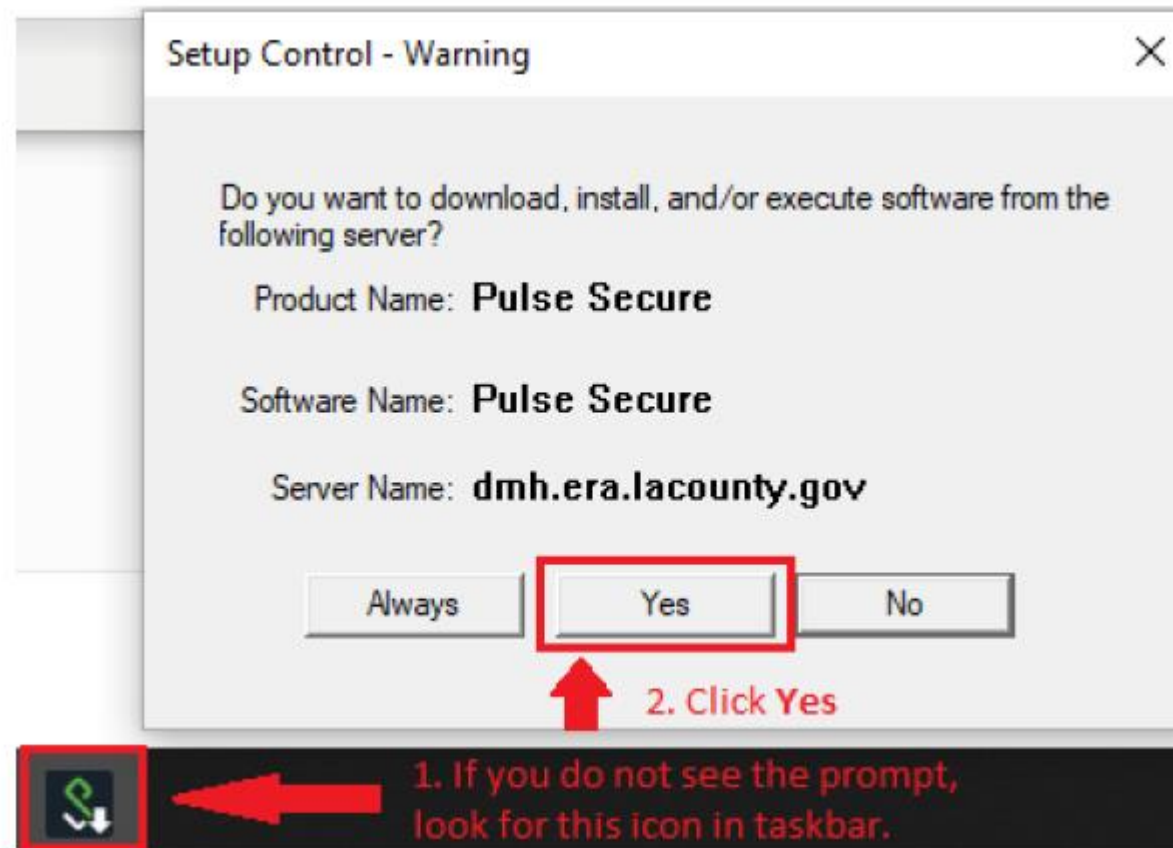 Setup Control - Warning
Do you want to download, install, and/or execute software from the
following server?
Product Name: Pulse Secure
Software Name: Pulse Secure
Server Name: dmh.era.lacounty.gov
Always Yes No
2. Click Yes
1. If you do not see the prompt,
look for this icon in taskbar.